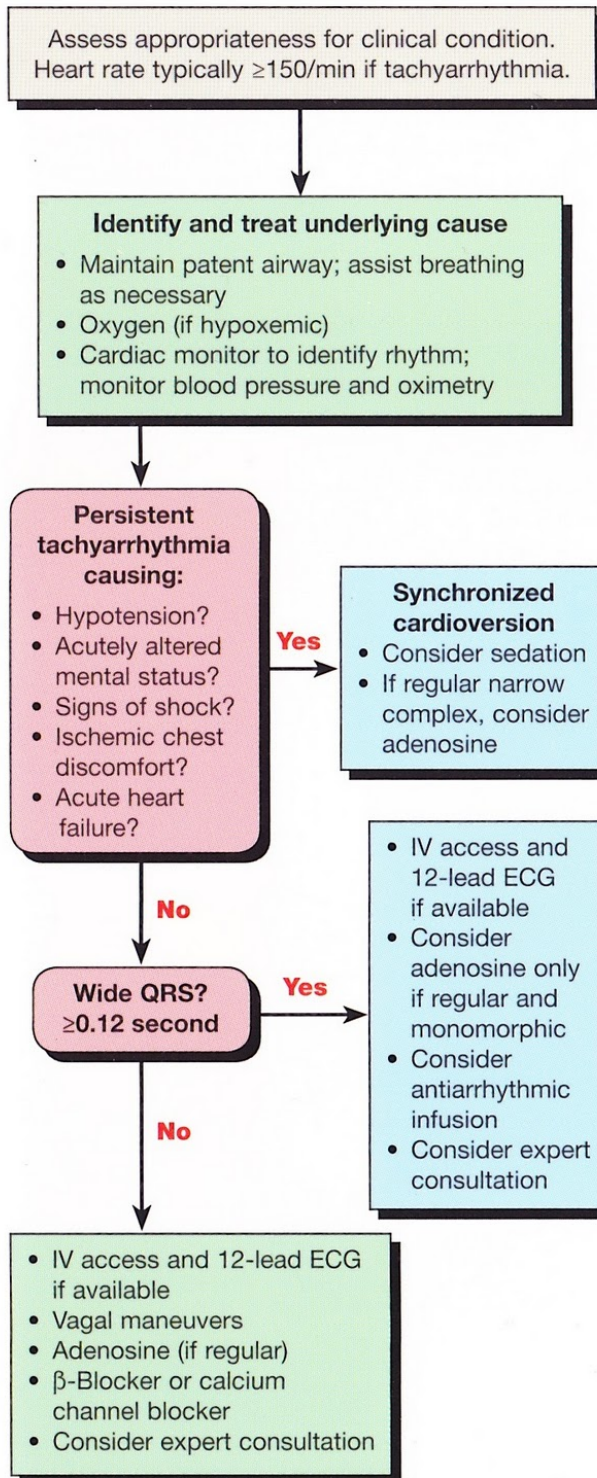 Assess appropriateness for clinical condition.
Heart rate typically ≥150/min if tachyarrhythmia.
Identify and treat underlying cause
• Maintain patent airway; assist breathing
as necessary
• Oxygen (if hypoxemic)
• Cardiac monitor to identify rhythm;
monitor blood pressure and oximetry
Persistent
tachyarrhythmia
causing:
• Hypotension?
• Acutely altered
mental status?
• Signs of shock?
• Ischemic chest
discomfort?
• Acute heart
failure?
Yes
Synchronized
cardioversion
• Consider sedation
• If regular narrow
complex, consider
adenosine
No
Wide QRS?
≥0.12 second
Yes
• IV access and
12-lead ECG
if available
• Consider
adenosine only
if regular and
monomorphic
• Consider
antiarrhythmic
infusion
• Consider expert
consultation
No
• IV access and 12-lead ECG
if available
• Vagal maneuvers
• Adenosine (if regular)
• β-Blocker or calcium
channel blocker
• Consider expert consultation